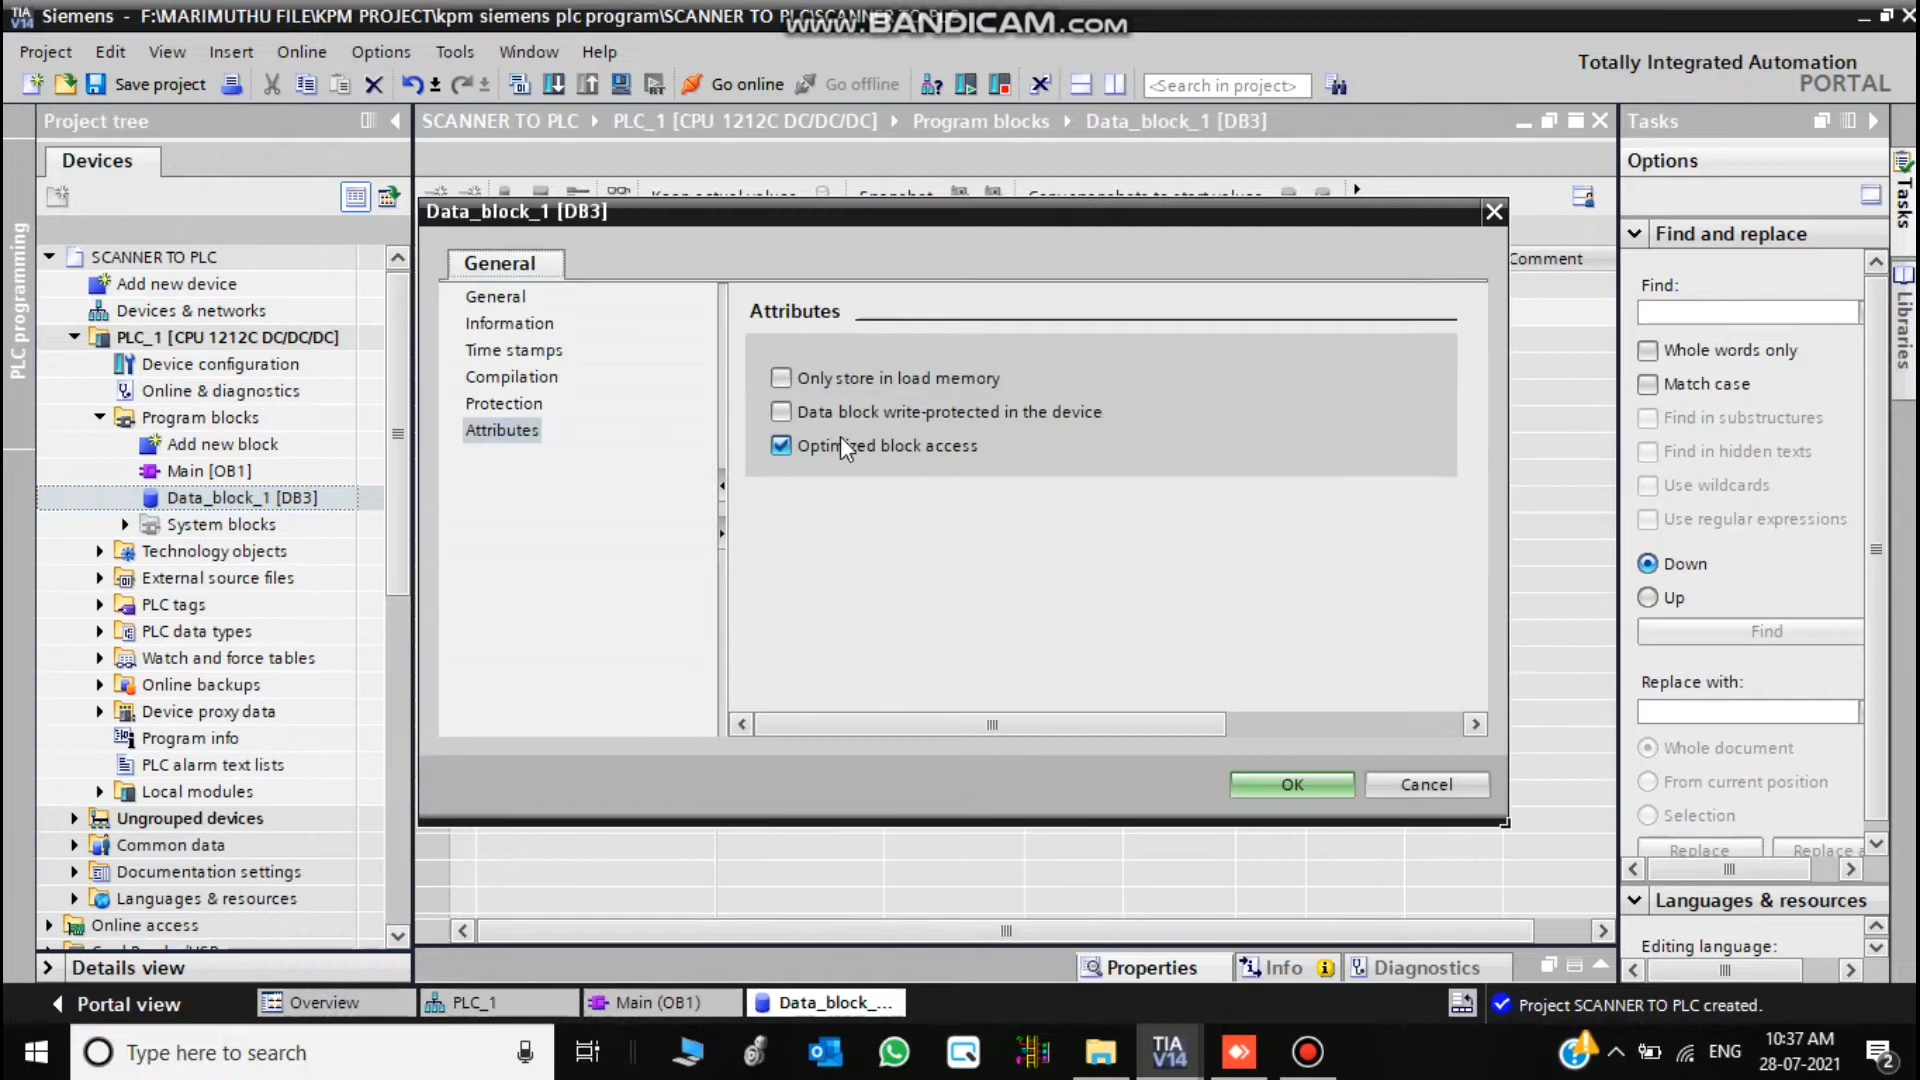 Siemens - F:\MARIMUTHU FILE\KPM PROJECT\kpm siemens plc program\SCANNER TO PLC\SCANNER TO PLC
www.BANDICAM.com
Project Edit View Insert Online Options Tools Window Help
Totally Integrated Automation
PORTAL
Save project
Go online
Go offline
<Search in project>
Project tree
SCANNER TO PLC PLC_1 [CPU 1212C DC/DC/DC] Program blocks Data_block_1 [DB3]
Tasks
Devices
Options
PLC programming
Tasks
Libraries
Data_block_1 [DB3]
General
General
Information
Time stamps
Compilation
Protection
Attributes
Attributes
Only store in load memory
Data block write-protected in the device
Optimized block access
OK
Cancel
Comment
SCANNER TO PLC
Add new device
Devices & networks
PLC_1 [CPU 1212C DC/DC/DC]
Device configuration
Online & diagnostics
Program blocks
Add new block
Main [OB1]
Data_block_1 [DB3]
System blocks
Technology objects
External source files
PLC tags
PLC data types
Watch and force tables
Online backups
Device proxy data
Program info
PLC alarm text lists
Local modules
Ungrouped devices
Common data
Documentation settings
Languages & resources
Online access
Details view
Find and replace
Find:
Whole words only
Match case
Find in substructures
Find in hidden texts
Use wildcards
Use regular expressions
Down
Up
Find
Replace with:
Whole document
From current position
Selection
Replace
Replace a
Languages & resources
Editing language:
Properties
Info
Diagnostics
Portal view
Overview
PLC_1
Main (OB1)
Data_block_...
Project SCANNER TO PLC created.
Type here to search
TIA
V14
ENG
10:37 AM
28-07-2021
2